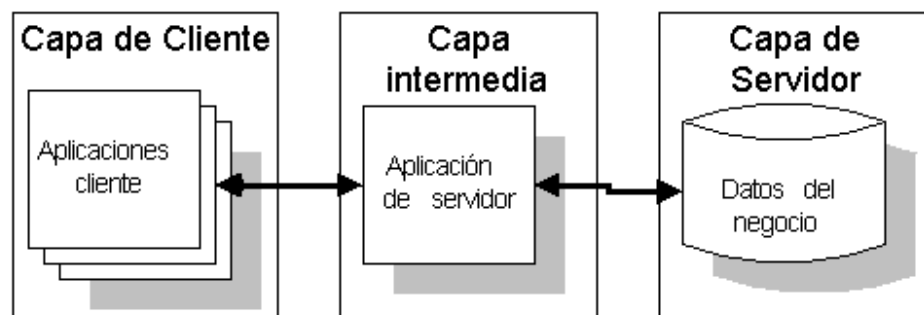 Capa de Cliente
Aplicaciones
cliente
Capa
intermedia
Aplicación
de servidor
Capa de
Servidor
Datos del
negocio